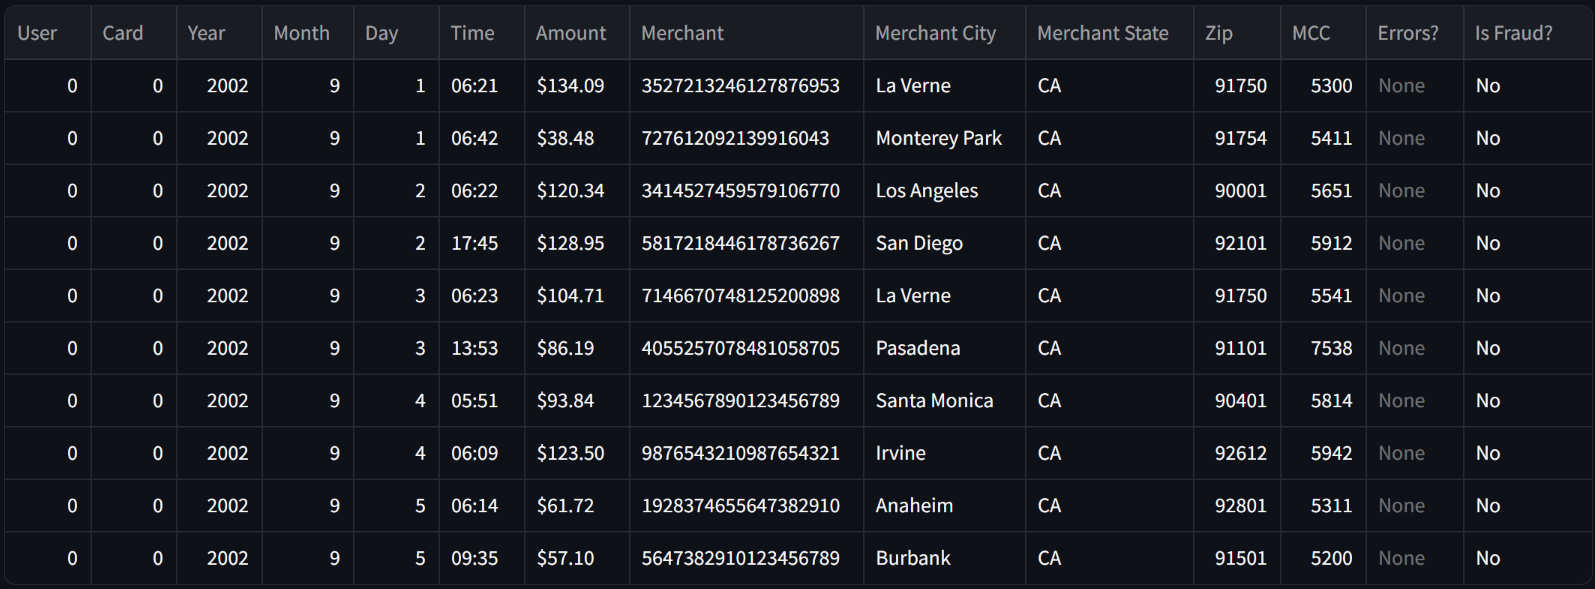 User Card Year Month Day Time Amount Merchant Merchant City Merchant State Zip MCC Errors? Is Fraud?
0 0 2002 9 1 06:21 $134.09 3527213246127876953 La Verne CA 91750 5300 None No
0 0 2002 9 1 06:42 $38.48 727612092139916043 Monterey Park CA 91754 5411 None No
0 0 2002 9 2 06:22 $120.34 3414527459579106770 Los Angeles CA 90001 5651 None No
0 0 2002 9 2 17:45 $128.95 5817218446178736267 San Diego CA 92101 5912 None No
0 0 2002 9 3 06:23 $104.71 7146670748125200898 La Verne CA 91750 5541 None No
0 0 2002 9 3 13:53 $86.19 4055257078481058705 Pasadena CA 91101 7538 None No
0 0 2002 9 4 05:51 $93.84 1234567890123456789 Santa Monica CA 90401 5814 None No
0 0 2002 9 4 06:09 $123.50 9876543210987654321 Irvine CA 92612 5942 None No
0 0 2002 9 5 06:14 $61.72 1928374655647382910 Anaheim CA 92801 5311 None No
0 0 2002 9 5 09:35 $57.10 5647382910123456789 Burbank CA 91501 5200 None No